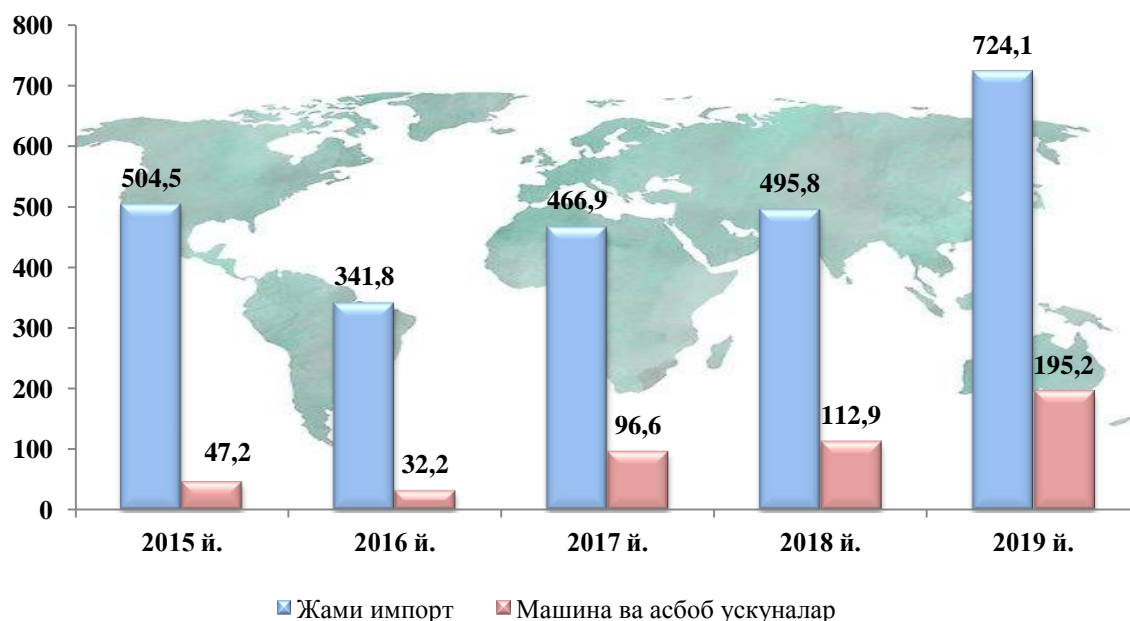 800
700
600
500
400
300
200
100
0
504,5
47,2
341,8
32,2
466,9
96,6
495,8
112,9
724,1
195,2
2015 й.
2016 й.
2017 й.
2018 й.
2019 й.
Жами импорт
Машина ва асбоб ускуналар